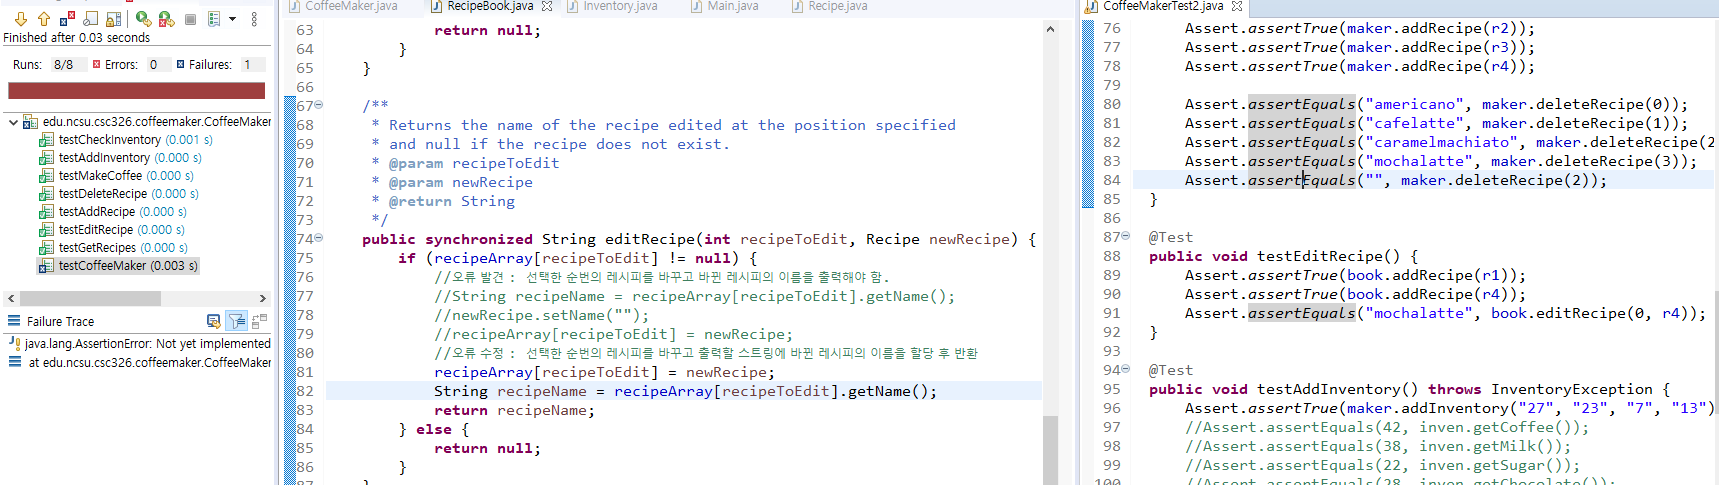 Finished after 0.03 seconds
Runs: 8/8 Errors: 0 Failures: 1
edu.ncsu.csc326.coffeemaker.CoffeeMaker
testCheckInventory (0.001 s)
testAddInventory (0.000 s)
testMakeCoffee (0.000 s)
testDeleteRecipe (0.000 s)
testAddRecipe (0.000 s)
testEditRecipe (0.000 s)
testGetRecipes (0.000 s)
testCoffeeMaker (0.003 s)
Failure Trace
java.lang.AssertionError: Not yet implemented
at edu.ncsu.csc326.coffeemaker.CoffeeMaker
CoffeeMaker.java RecipeBook.java Inventory.java Main.java Recipe.java
63 return null;
64 }
65 }
66
67 /**
68 * Returns the name of the recipe edited at the position specified
69 * and null if the recipe does not exist.
70 * @param recipeToEdit
71 * @param newRecipe
72 * @return String
73 */
74 public synchronized String editRecipe(int recipeToEdit, Recipe newRecipe) {
75 if (recipeArray[recipeToEdit] != null) {
76 //오류 발견 : 선택한 순번의 레시피를 바꾸고 바뀐 레시피의 이름을 출력해야 함.
77 //String recipeName = recipeArray[recipeToEdit].getName();
78 //newRecipe.setName("");
79 //recipeArray[recipeToEdit] = newRecipe;
80 //오류 수정 : 선택한 순번의 레시피를 바꾸고 출력할 스트링에 바뀐 레시피의 이름을 할당 후 반환
81 recipeArray[recipeToEdit] = newRecipe;
82 String recipeName = recipeArray[recipeToEdit].getName();
83 return recipeName;
84 } else {
85 return null;
86 }
87 }
CoffeeMakerTest2.java
76 Assert.assertTrue(maker.addRecipe(r2));
77 Assert.assertTrue(maker.addRecipe(r3));
78 Assert.assertTrue(maker.addRecipe(r4));
79
80 Assert.assertEquals("americano", maker.deleteRecipe(0));
81 Assert.assertEquals("cafelatte", maker.deleteRecipe(1));
82 Assert.assertEquals("caramelmachiato", maker.deleteRecipe(2
83 Assert.assertEquals("mochalatte", maker.deleteRecipe(3));
84 Assert.assertEquals("", maker.deleteRecipe(2));
85 }
86
87 @Test
88 public void testEditRecipe() {
89 Assert.assertTrue(book.addRecipe(r1));
90 Assert.assertTrue(book.addRecipe(r4));
91 Assert.assertEquals("mochalatte", book.editRecipe(0, r4));
92 }
93
94 @Test
95 public void testAddInventory() throws InventoryException {
96 Assert.assertTrue(maker.addInventory("27", "23", "7", "13")
97 //Assert.assertEquals(42, inven.getCoffee());
98 //Assert.assertEquals(38, inven.getMilk());
99 //Assert.assertEquals(22, inven.getSugar());
100 //Assert.assertEquals(28, inven.getChocolate());